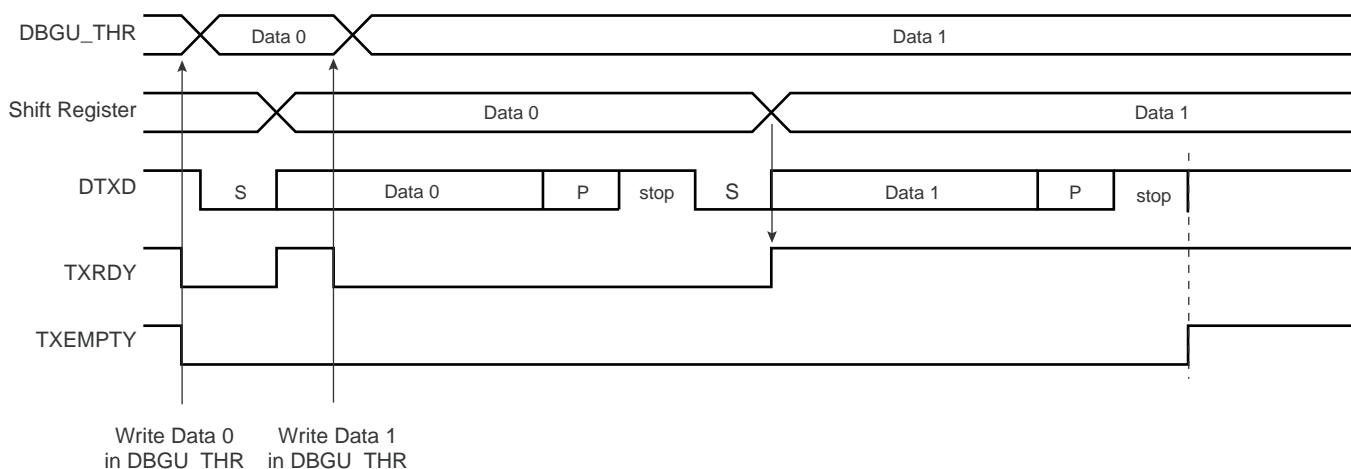 DBGU_THR
Data 0
Data 1
Shift Register
Data 0
Data 1
DTXD
S
Data 0
P
stop
S
Data 1
P
stop
TXRDY
TXEMPTY
Write Data 0
in DBGU_THR
Write Data 1
in DBGU_THR